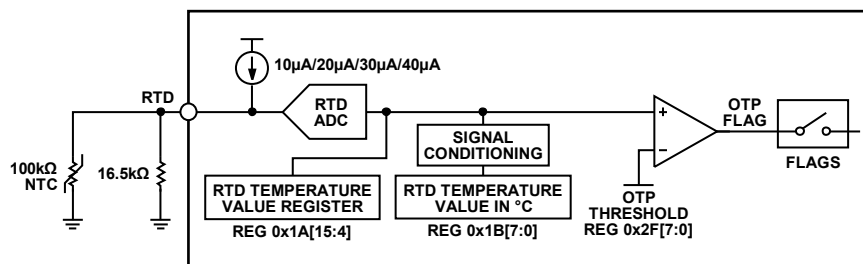 10µA/20µA/30µA/40µA
RTD
RTD
ADC
100kΩ
NTC
16.5kΩ
SIGNAL
CONDITIONING
RTD TEMPERATURE
VALUE REGISTER
REG 0x1A[15:4]
RTD TEMPERATURE
VALUE IN °C
REG 0x1B[7:0]
+
−
OTP
THRESHOLD
REG 0x2F[7:0]
OTP
FLAG
FLAGS